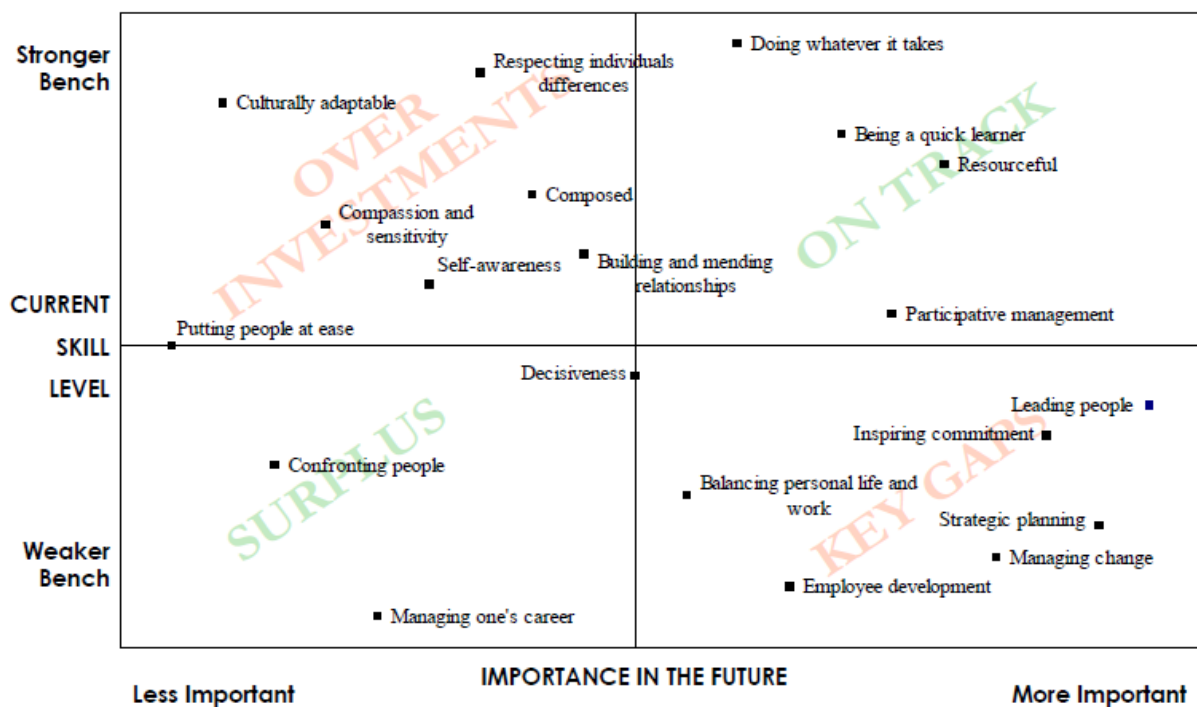 Stronger
Bench
Doing whatever it takes
Respecting individuals
differences
Culturally adaptable
OVER
INVESTMENTS
Being a quick learner
Resourceful
ON TRACK
Composed
Compassion and
sensitivity
Self-awareness
Building and mending
relationships
CURRENT
SKILL
LEVEL
Participative management
Putting people at ease
Decisiveness
Leading people
Inspiring commitment
SURPLUS
Confronting people
KEY GAPS
Balancing personal life and
work
Strategic planning
Weaker
Bench
Managing change
Employee development
Managing one's career
IMPORTANCE IN THE FUTURE
Less Important
More Important